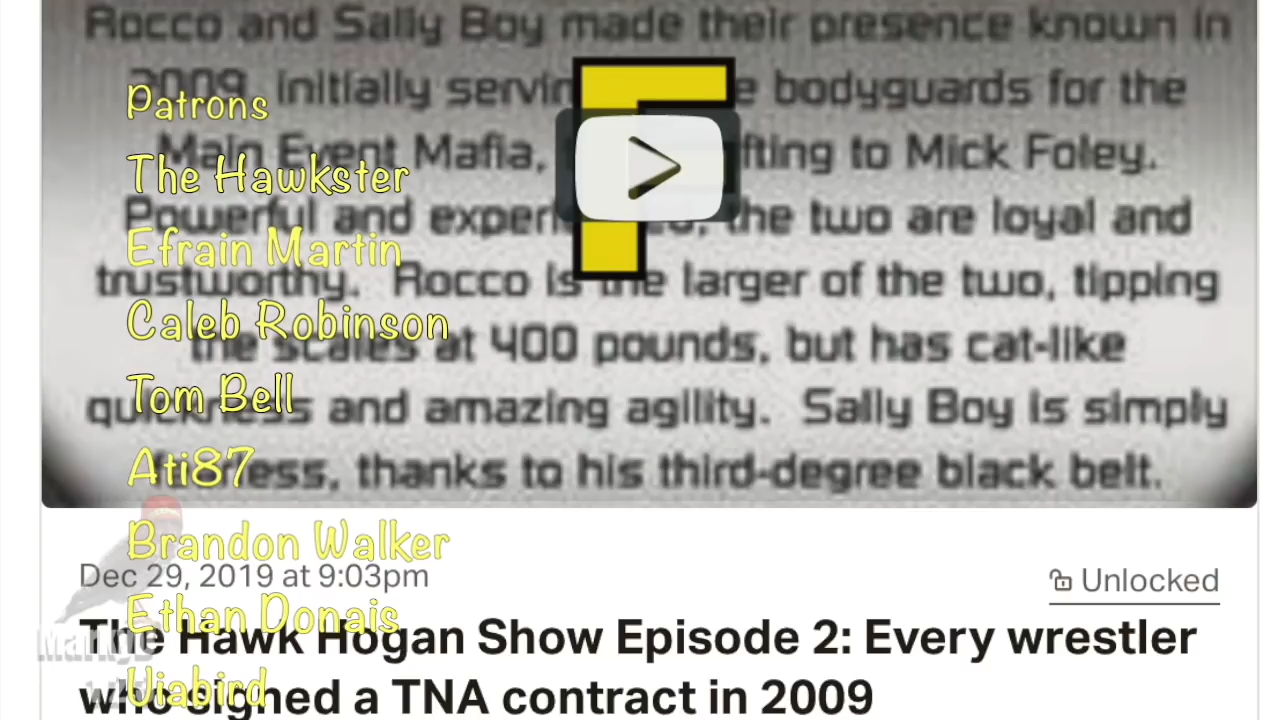 Rocco and Sally Boy made their presence known in
2009, initially servin e bodyguards for the
Main Event Mafia, fting to Mick Foley.
Powerful and experi the two are loyal and
trustworthy. Rocco is the larger of the two, tipping
the scales at 400 pounds, but has cat-like
quickness and amazing agility. Sally Boy is simply
ess, thanks to his third-degree black belt.
F
Patrons
The Hawkster
Efrain Martin
Caleb Robinson
Tom Bell
Ati87
Brandon Walker
Ethan Donais
Uiabird
Dec 29, 2019 at 9:03pm
Unlocked
The Hawk Hogan Show Episode 2: Every wrestler
who signed a TNA contract in 2009